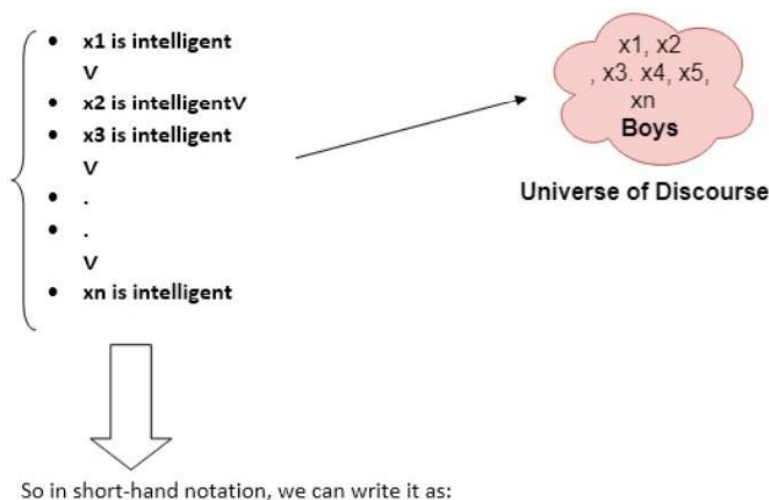 • x1 is intelligent
V
• x2 is intelligentV
• x3 is intelligent
V
• .
• .
V
• xn is intelligent
x1, x2
, x3. x4, x5,
xn
Boys
Universe of Discourse
So in short-hand notation, we can write it as: